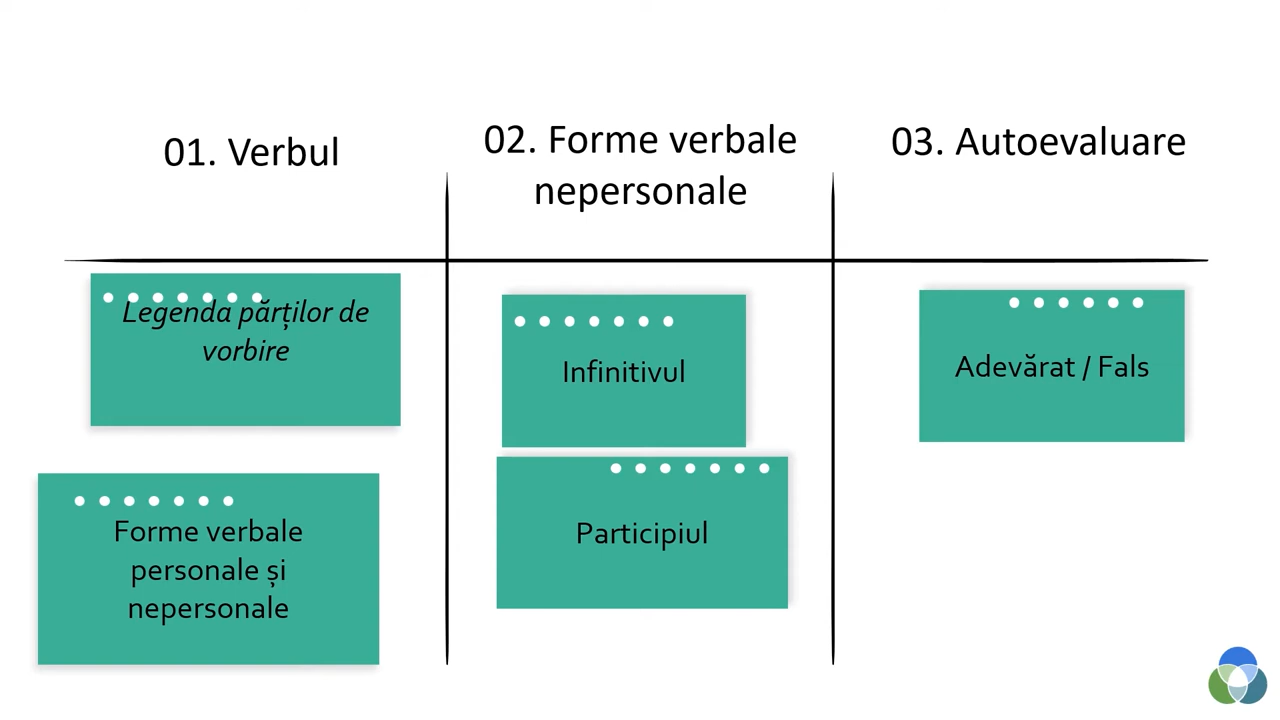 01. Verbul
Legenda părților de
vorbire
Forme verbale
personale și
nepersonale
02. Forme verbale
nepersonale
Infinitivul
Participiul
03. Autoevaluare
Adevărat / Fals